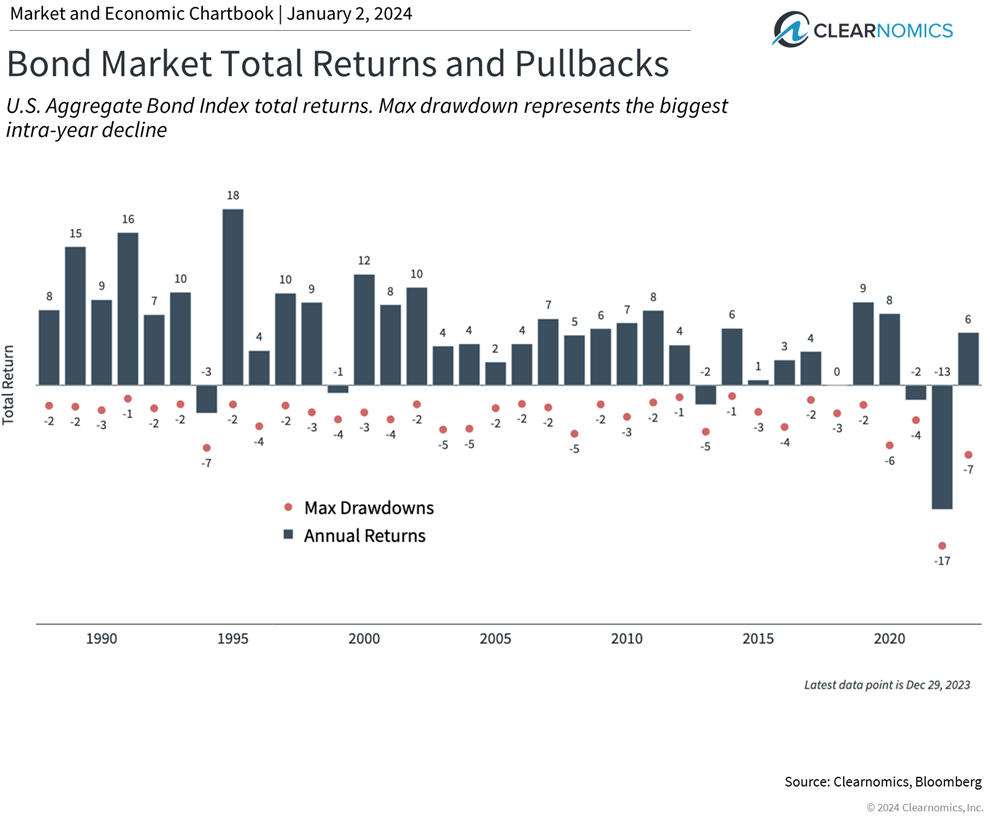 Market and Economic Chartbook | January 2, 2024
CLEARNOMICS
Bond Market Total Returns and Pullbacks
U.S. Aggregate Bond Index total returns. Max drawdown represents the biggest
intra-year decline
Total Return
8 15 9 16 7 10 -3 18 4 10 9 -1 12 8 10 4 4 2 4 7 5 6 7 8 4 -2 6 1 3 4 0 9 8 -2 -13 6
-2 -2 -3 -1 -2 -2 -7 -2 -4 -2 -3 -4 -3 -4 -2 -5 -5 -2 -2 -2 -5 -2 -3 -2 -1 -5 -1 -3 -4 -2 -3 -2 -6 -4 -17 -7
Max Drawdowns
Annual Returns
1990 1995 2000 2005 2010 2015 2020
Latest data point is Dec 29, 2023
Source: Clearnomics, Bloomberg
© 2024 Clearnomics, Inc.